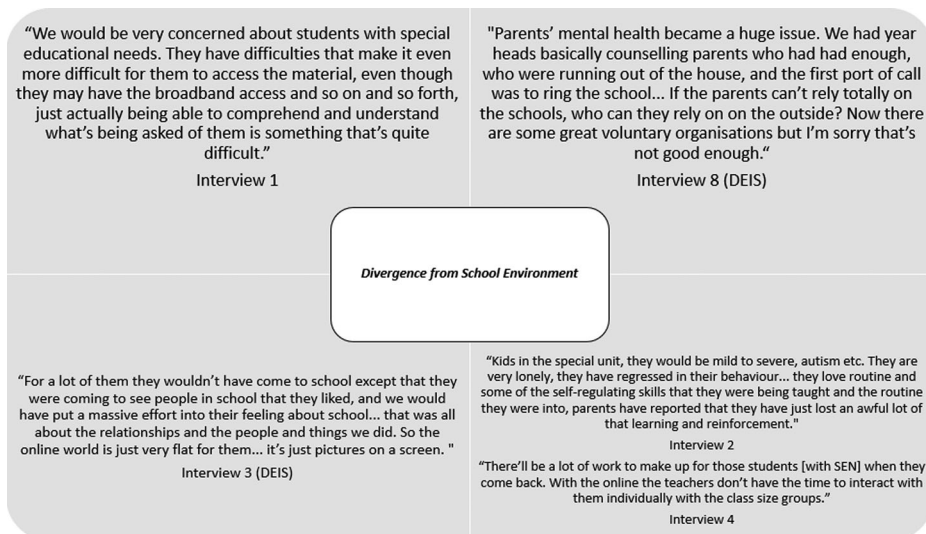 “We would be very concerned about students with special
educational needs. They have difficulties that make it even
more difficult for them to access the material, even though
they may have the broadband access and so on and so forth,
just actually being able to comprehend and understand
what’s being asked of them is something that’s quite
difficult.”
Interview 1
"Parents’ mental health became a huge issue. We had year
heads basically counselling parents who had had enough,
who were running out of the house, and the first port of call
was to ring the school... If the parents can’t rely totally on
the schools, who can they rely on on the outside? Now there
are some great voluntary organisations but I’m sorry that’s
not good enough.“
Interview 8 (DEIS)
Divergence from School Environment
“For a lot of them they wouldn’t have come to school except that they
were coming to see people in school that they liked, and we would
have put a massive effort into their feeling about school... that was all
about the relationships and the people and things we did. So the
online world is just very flat for them... it’s just pictures on a screen. "
Interview 3 (DEIS)
“Kids in the special unit, they would be mild to severe, autism etc. They are
very lonely, they have regressed in their behaviour... they love routine and
some of the self-regulating skills that they were being taught and the routine
they were into, parents have reported that they have just lost an awful lot of
that learning and reinforcement."
Interview 2
“There’ll be a lot of work to make up for those students [with SEN] when they
come back. With the online the teachers don’t have the time to interact with
them individually with the class size groups.”
Interview 4